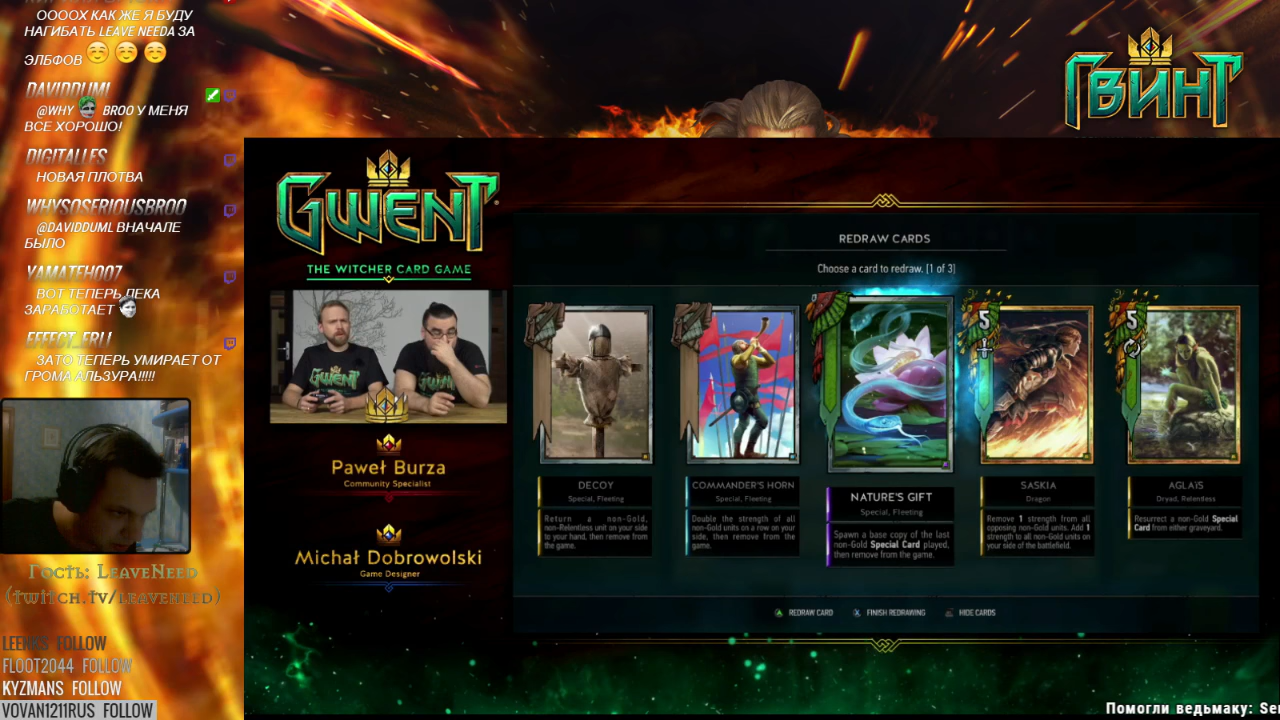 ООООХ КАК ЖЕ Я БУДУ
НАГИБАТЬ LEAVE NEEDA ЗА
ЭЛБФОВ
DAVIDDUML
@WHY BROO У МЕНЯ
ВСЕ ХОРОШО!
DIGITALLFS
НОВАЯ ПЛОТВА
WHYSOSERIOUSBROO
@DAVIDDUML ВНАЧАЛЕ
БЫЛО
YAMATEH007
ВОТ ТЕПЕРЬ ЛЕКА
ЗАРАБОТАЕТ
EFFECT_ERLI
ЗАТО ТЕПЕРЬ УМИРАЕТ ОТ
ГРОМА АЛЬЗУРА!!!!!
Гость: LeaveNeed
(twitch.tv/leaveneed)
FOLLOW
FLOOT2044 FOLLOW
KYZMANS FOLLOW
VOVAN1211RUS FOLLOW
ГВИНТ
GWENT
THE WITCHER CARD GAME
GWENT
Paweł Burza
Community Specialist
Michał Dobrowolski
Game Designer
REDRAW CARDS
Choose a card to redraw. [1 of 3]
5
5
DECOY
Special, Fleeting
Return a non-Gold,
non-Relentless unit on your side
to your hand, then remove from
the game.
COMMANDER'S HORN
Special, Fleeting
Double the strength of all
non-Gold units on a row on your
side, then remove from the
game.
NATURE'S GIFT
Special, Fleeting
Spawn a base copy of the last
non-Gold Special Card played,
then remove from the game.
SASKIA
Dragon
Remove 1 strength from all
opposing non-Gold units. Add 1
strength to all non-Gold units on
your side of the battlefield.
AGLAÏS
Dryad, Relentless
Resurrect a non-Gold Special
Card from either graveyard.
REDRAW CARD
FINISH REDRAWING
HIDE CARDS
Помогли ведьмаку: Se